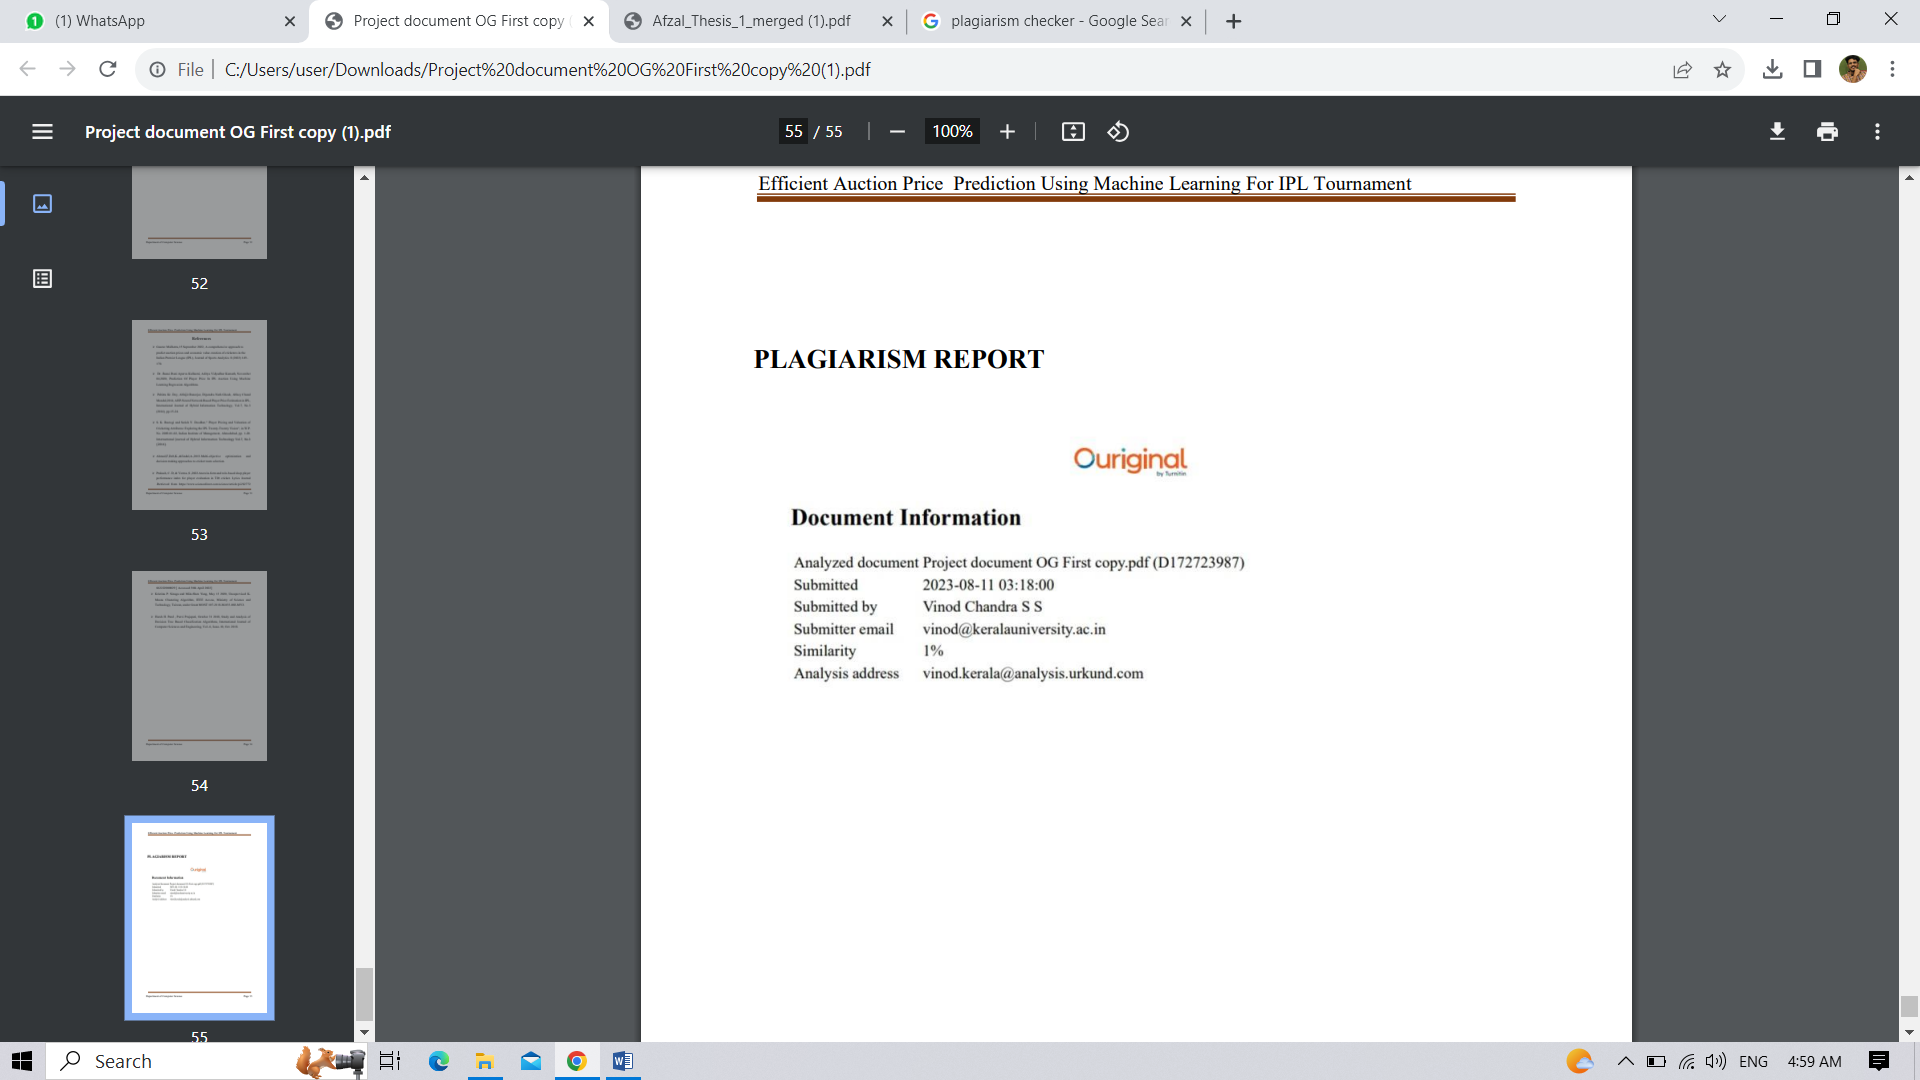 (1) WhatsApp
Project document OG First copy (
Afzal_Thesis_1_merged (1).pdf
plagiarism checker - Google Sear
File
C:/Users/user/Downloads/Project%20document%20OG%20First%20copy%20(1).pdf
Project document OG First copy (1).pdf
55 / 55
100%
52
53
54
55
Efficient Auction Price Prediction Using Machine Learning For IPL Tournament
PLAGIARISM REPORT
Ouriginal
by Turnitin
Document Information
Analyzed document Project document OG First copy.pdf (D172723987)
Submitted 2023-08-11 03:18:00
Submitted by Vinod Chandra S S
Submitter email vinod@keralauniversity.ac.in
Similarity 1%
Analysis address vinod.kerala@analysis.urkund.com
Search
ENG
4:59 AM